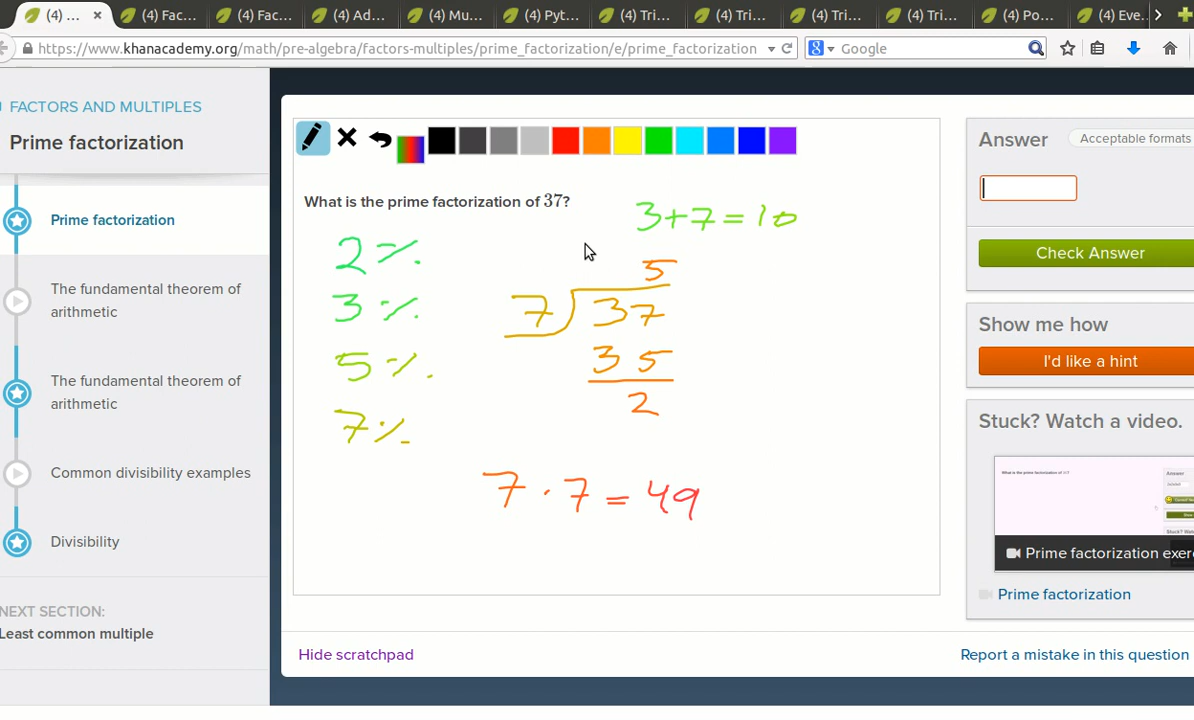 (4) ...
(4) Fac...
(4) Fac...
(4) Ad...
(4) Mu...
(4) Pyt...
(4) Tri...
(4) Tri...
(4) Tri...
(4) Tri...
(4) Po...
(4) Eve...
https://www.khanacademy.org/math/pre-algebra/factors-multiples/prime_factorization/e/prime_factorization
Google
FACTORS AND MULTIPLES
Prime factorization
Prime factorization
The fundamental theorem of
arithmetic
The fundamental theorem of
arithmetic
Common divisibility examples
Divisibility
NEXT SECTION:
Least common multiple
What is the prime factorization of 37?
3+7=10
2 %
3 %
5 %
7 %
5
7 37
35
2
7 · 7 = 49
Hide scratchpad
Report a mistake in this question
Answer
Acceptable formats
Check Answer
Show me how
I'd like a hint
Stuck? Watch a video.
Prime factorization exer
Prime factorization